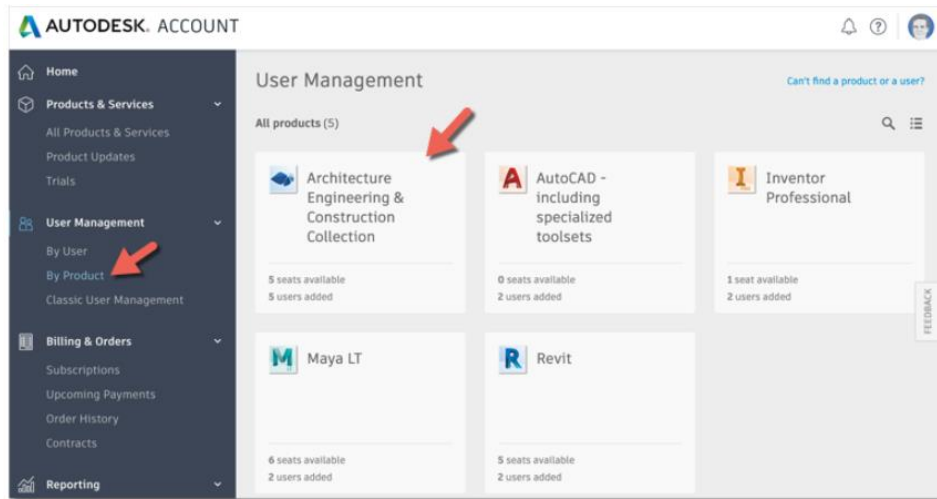 AUTODESK. ACCOUNT
Home
Products & Services
All Products & Services
Product Updates
Trials
User Management
By User
By Product
Classic User Management
Billing & Orders
Subscriptions
Upcoming Payments
Order History
Contracts
Reporting
User Management
Can't find a product or a user?
All products (5)
Architecture
Engineering &
Construction
Collection
5 seats available
5 users added
AutoCAD -
including
specialized
toolsets
0 seats available
2 users added
Inventor
Professional
1 seat available
2 users added
Maya LT
6 seats available
2 users added
Revit
5 seats available
2 users added
FEEDBACK